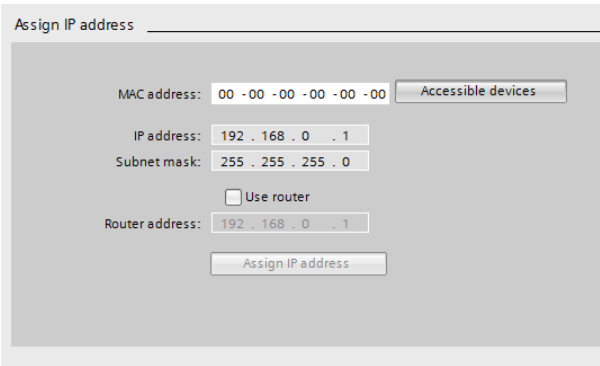 Assign IP address
MAC address: 00 -00 -00 -00 -00 -00 Accessible devices
IP address: 192 . 168 . 0 . 1
Subnet mask: 255 . 255 . 255 . 0
Use router
Router address: 192 . 168 . 0 . 1
Assign IP address